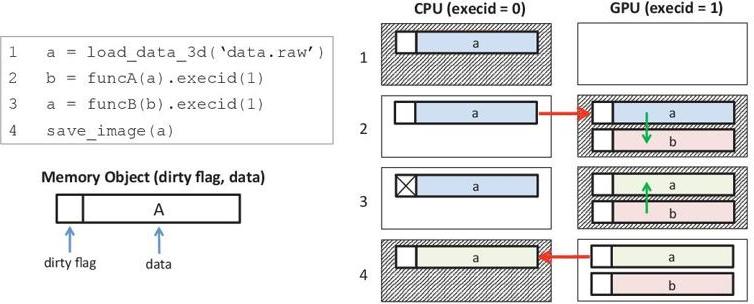 CPU (execid = 0) GPU (execid = 1)
1 a = load_data_3d(‘data.raw’)
2 b = funcA(a).execid(1)
3 a = funcB(b).execid(1)
4 save_image(a)
Memory Object (dirty flag, data)
A
dirty flag data
1 a
2 a a
b
3 a a
b
4 a a
b